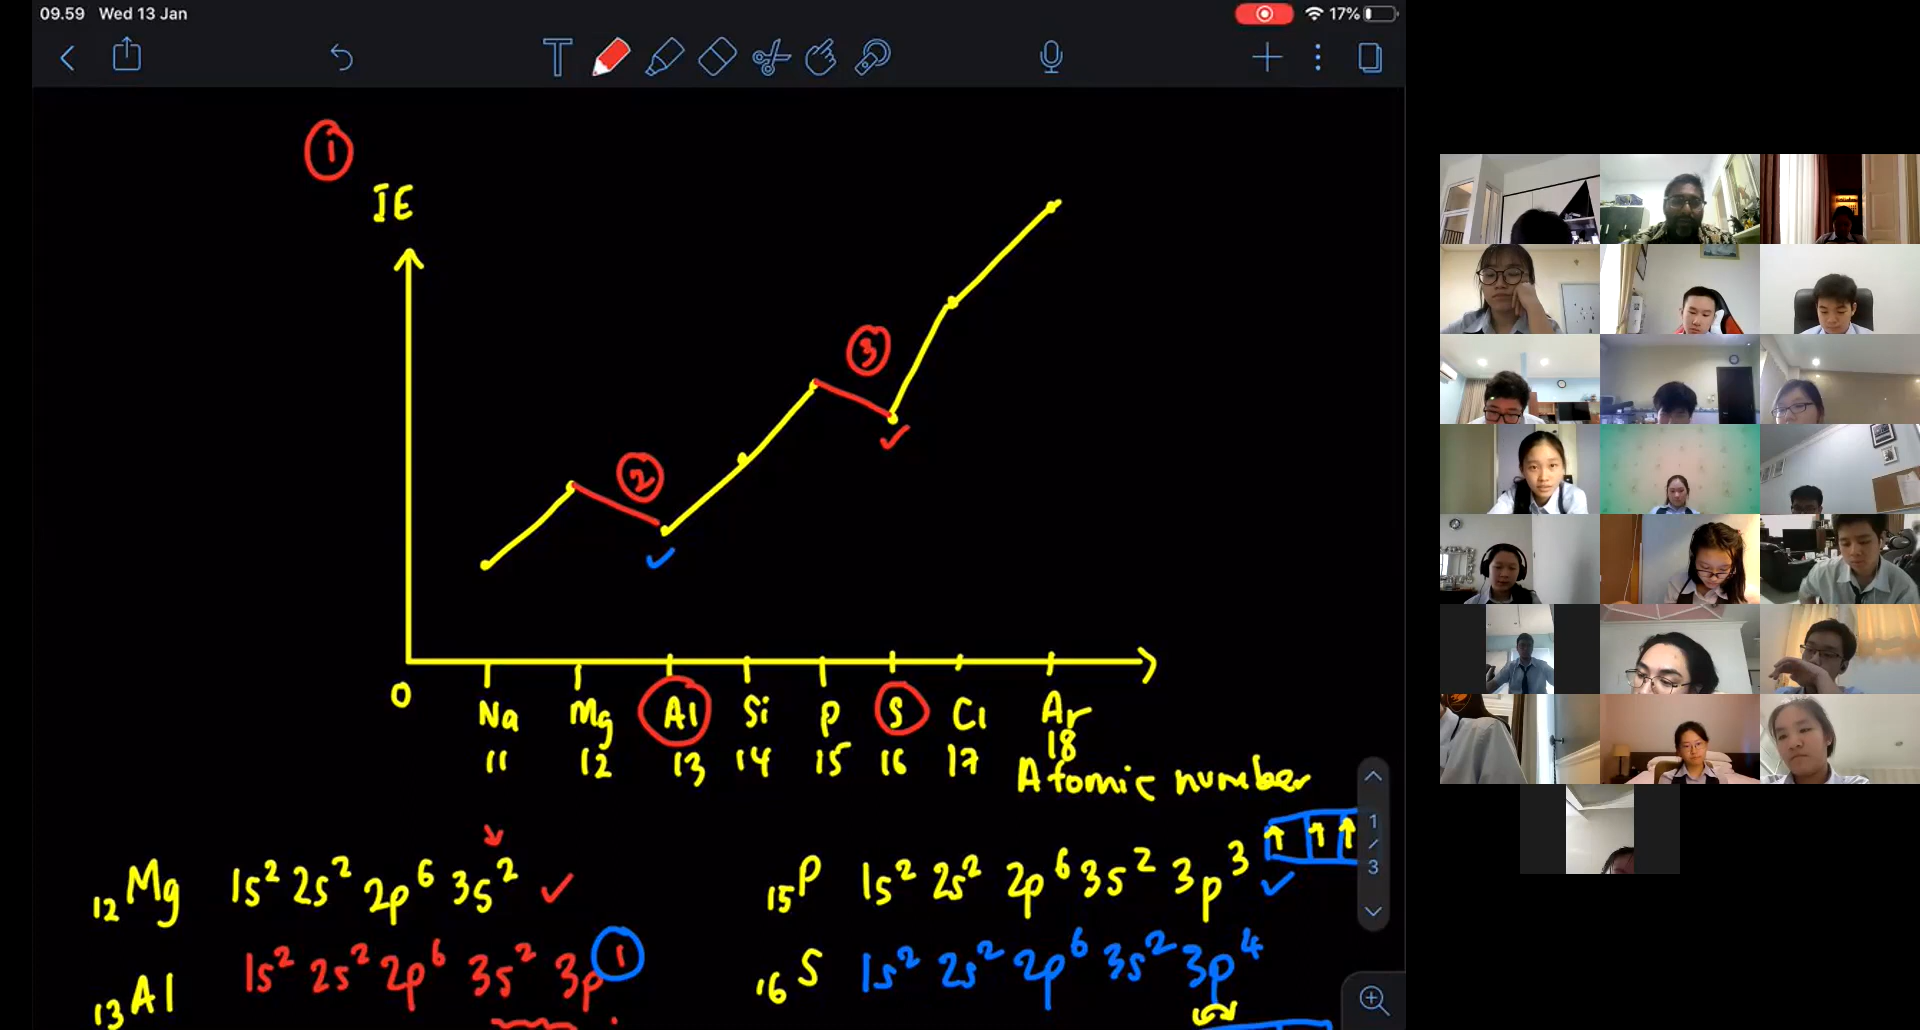 09.59 Wed 13 Jan
17%
T
①
IE
③
②
0
Na Mg Al Si P S Cl Ar
11 12 13 14 15 16 17 18
Atomic number
1
/
3
₁₂Mg 1s² 2s² 2p⁶ 3s²
₁₅P 1s² 2s² 2p⁶ 3s² 3p³
₁₃Al 1s² 2s² 2p⁶ 3s² 3p¹
₁₆S 1s² 2s² 2p⁶ 3s² 3p⁴